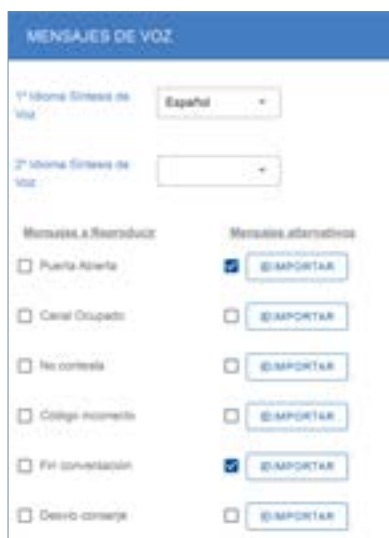 MENSAJES DE VOZ
1º Idioma Síntesis de Voz
Español
2º Idioma Síntesis de Voz
Mensajes a Reproducir
Mensajes alternativos
Puerta Abierta
IMPORTAR
Canal Ocupado
IMPORTAR
No contesta
IMPORTAR
Código incorrecto
IMPORTAR
Fin conversación
IMPORTAR
Desvío conserje
IMPORTAR